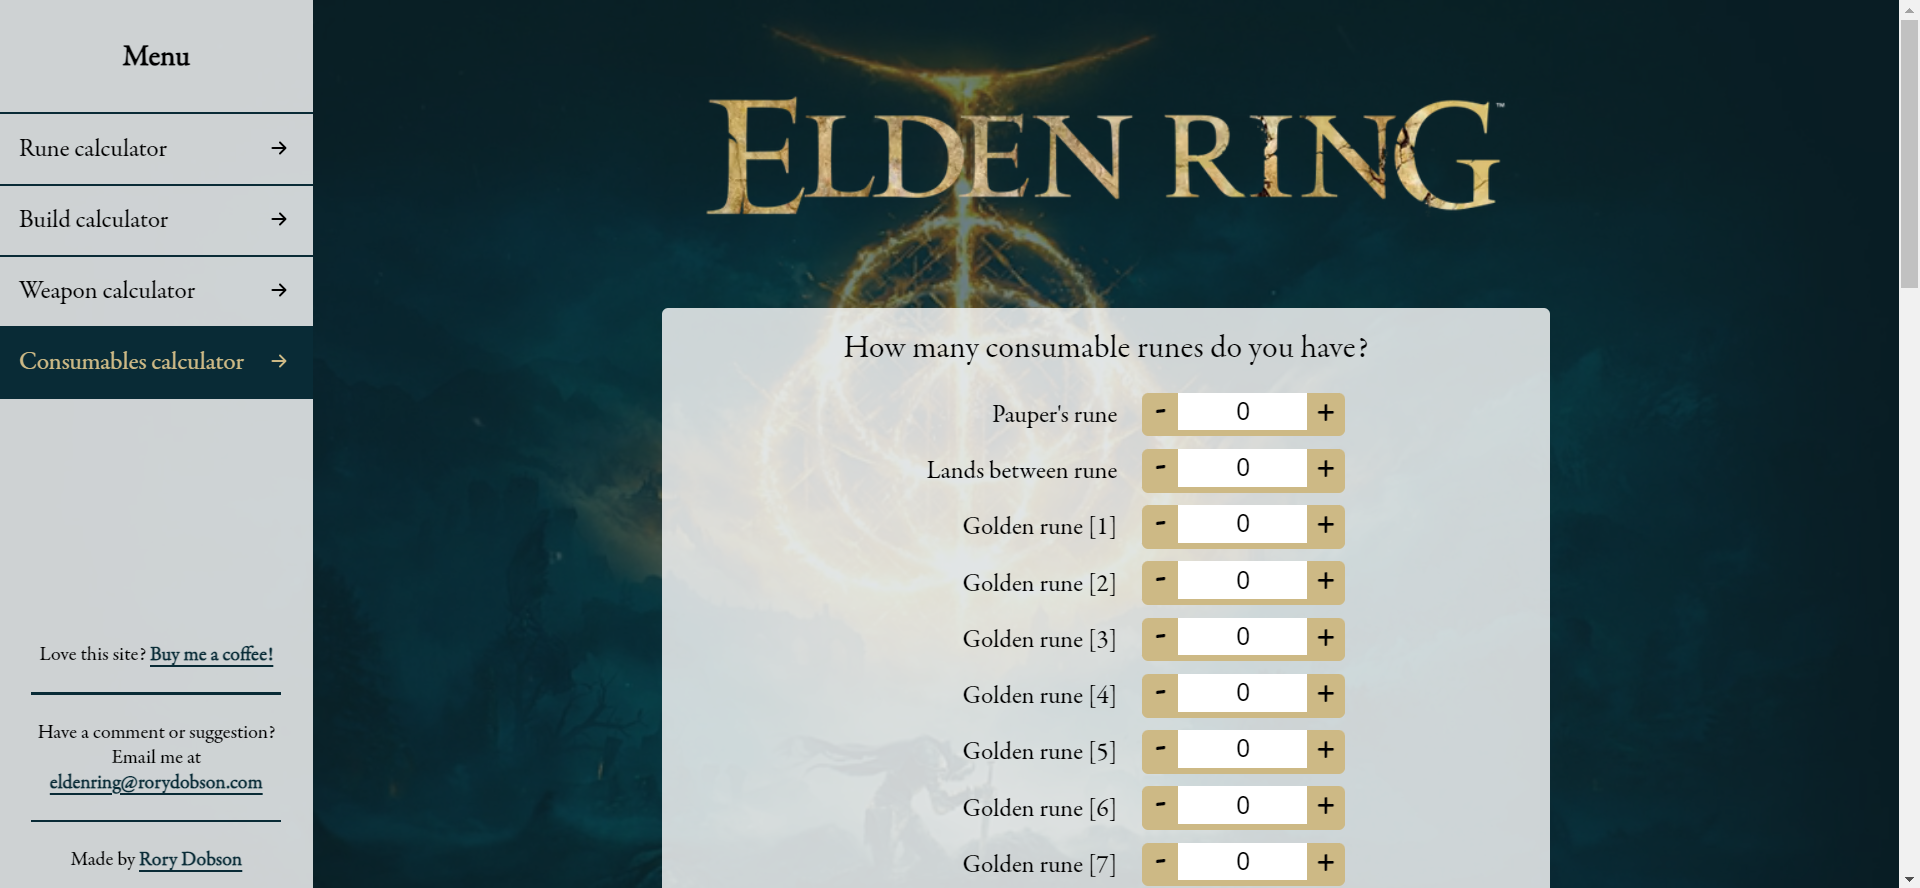 Menu
Rune calculator →
Build calculator →
Weapon calculator →
Consumables calculator →
Love this site? Buy me a coffee!
Have a comment or suggestion?
Email me at
eldenring@rorydobson.com
Made by Rory Dobson
ELDEN RING™
How many consumable runes do you have?
Pauper's rune - 0 +
Lands between rune - 0 +
Golden rune [1] - 0 +
Golden rune [2] - 0 +
Golden rune [3] - 0 +
Golden rune [4] - 0 +
Golden rune [5] - 0 +
Golden rune [6] - 0 +
Golden rune [7] - 0 +